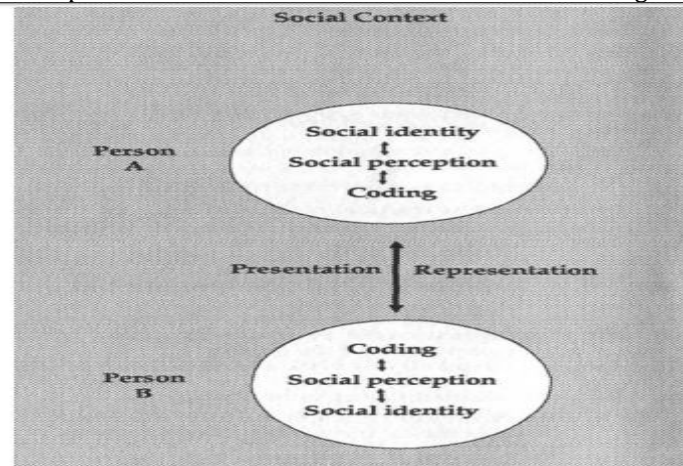 Social Context
Social identity
Person
A
Social perception
Coding
Presentation
Representation
Coding
Person
B
Social perception
Social identity